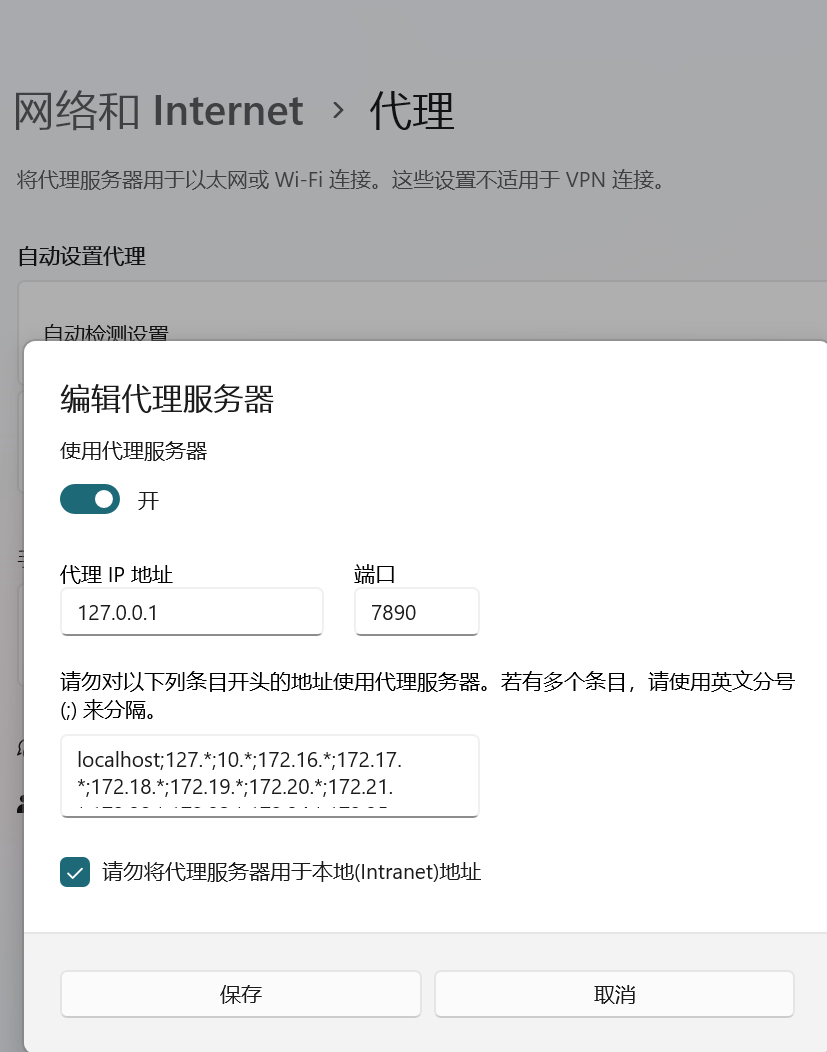 网络和 Internet › 代理
将代理服务器用于以太网或 Wi-Fi 连接。这些设置不适用于 VPN 连接。
自动设置代理
自动检测设置
编辑代理服务器
使用代理服务器
开
代理 IP 地址 端口
127.0.0.1 7890
请勿对以下列条目开头的地址使用代理服务器。若有多个条目，请使用英文分号
(;) 来分隔。
localhost;127.*;10.*;172.16.*;172.17.
*;172.18.*;172.19.*;172.20.*;172.21.
请勿将代理服务器用于本地(Intranet)地址
保存 取消